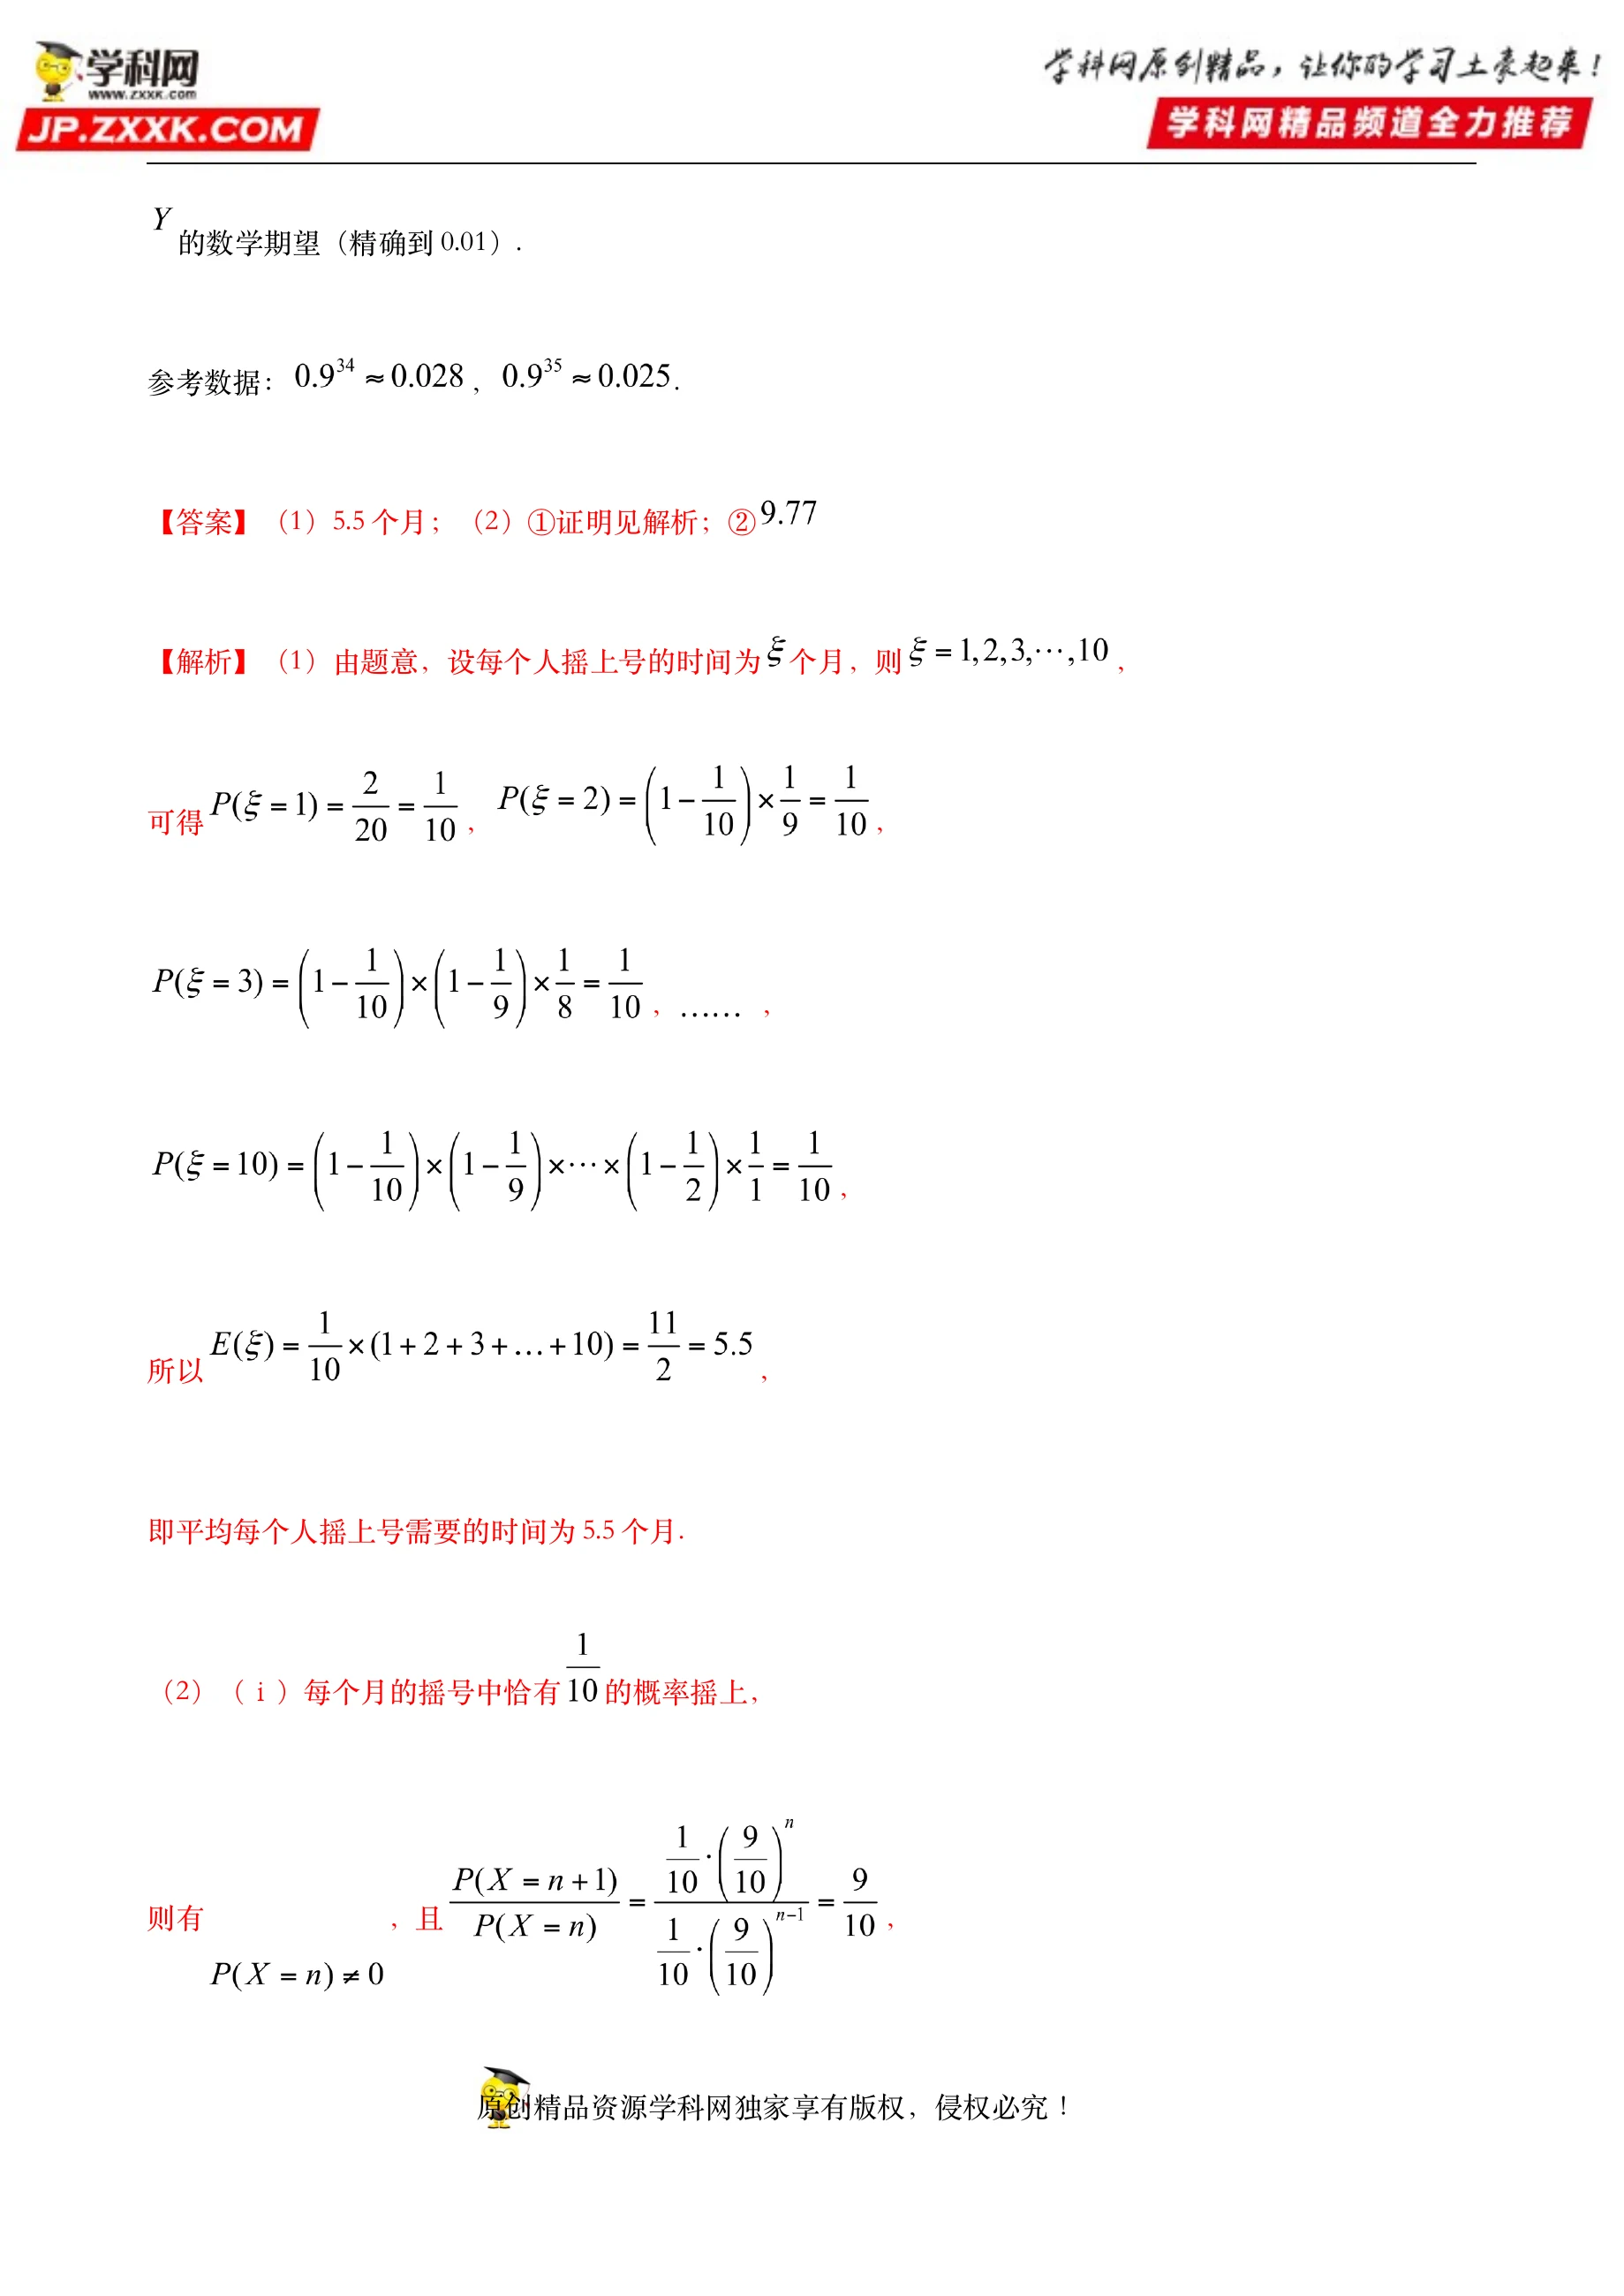 学科网
www.zxxk.com
JP.ZXXK.COM
学科网原创精品，让你的学习土豪起来！
学科网精品频道全力推荐
Y 的数学期望（精确到 0.01）.
参考数据：0.9^34 ≈ 0.028，0.9^35 ≈ 0.025.
【答案】（1）5.5 个月；（2）①证明见解析；②9.77
【解析】（1）由题意，设每个人摇上号的时间为 ξ 个月，则 ξ = 1, 2, 3, ⋯, 10，
可得 P(ξ = 1) = 2/20 = 1/10，P(ξ = 2) = (1 − 1/10) × 1/9 = 1/10，
P(ξ = 3) = (1 − 1/10) × (1 − 1/9) × 1/8 = 1/10，……，
P(ξ = 10) = (1 − 1/10) × (1 − 1/9) × ⋯ × (1 − 1/2) × 1/1 = 1/10，
所以 E(ξ) = 1/10 × (1 + 2 + 3 + … + 10) = 11/2 = 5.5，
即平均每个人摇上号需要的时间为 5.5 个月.
（2）（ⅰ）每个月的摇号中恰有 1/10 的概率摇上，
则有 P(X = n) ≠ 0，且 P(X = n + 1)/P(X = n) = (1/10 · (9/10)^n)/(1/10 · (9/10)^(n−1)) = 9/10，
原创精品资源学科网独家享有版权，侵权必究！